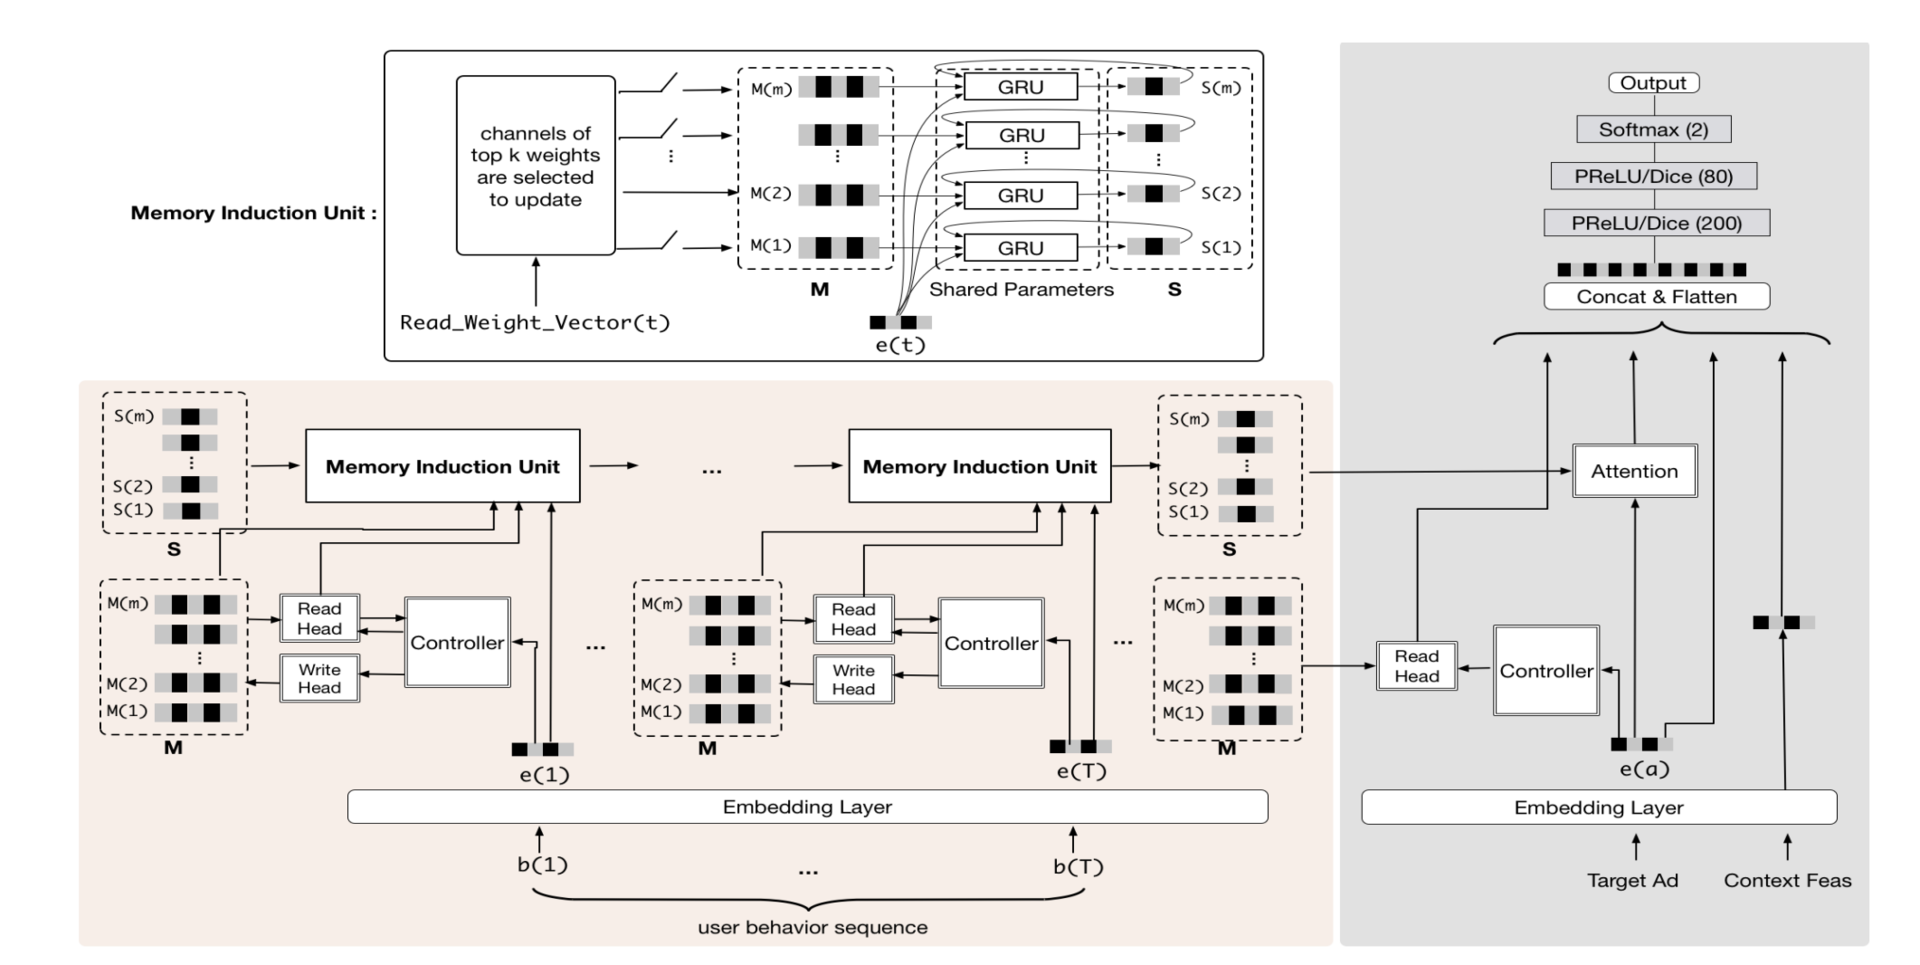 Memory Induction Unit :
channels of
top k weights
are selected
to update
Read_Weight_Vector(t)
M(m)
M(2)
M(1)
M
GRU
GRU
⋮
GRU
GRU
Shared Parameters
e(t)
S(m)
S(2)
S(1)
S
S(m)
S(2)
S(1)
S
Memory Induction Unit
...
Memory Induction Unit
S(m)
S(2)
S(1)
S
M(m)
M(2)
M(1)
M
Read
Head
Write
Head
Controller
...
M(m)
M(2)
M(1)
M
Read
Head
Write
Head
Controller
...
M(m)
M(2)
M(1)
M
e(1)
e(T)
Embedding Layer
b(1)
...
b(T)
user behavior sequence
Output
Softmax (2)
PReLU/Dice (80)
PReLU/Dice (200)
Concat & Flatten
Attention
Read
Head
Controller
e(a)
Embedding Layer
Target Ad
Context Feas